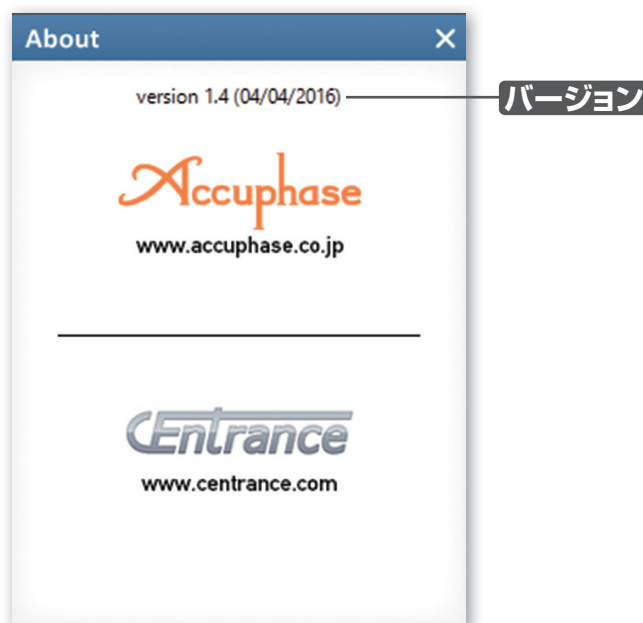 About
version 1.4 (04/04/2016)
バージョン
Accuphase
www.accuphase.co.jp
CEntrance
www.centrance.com